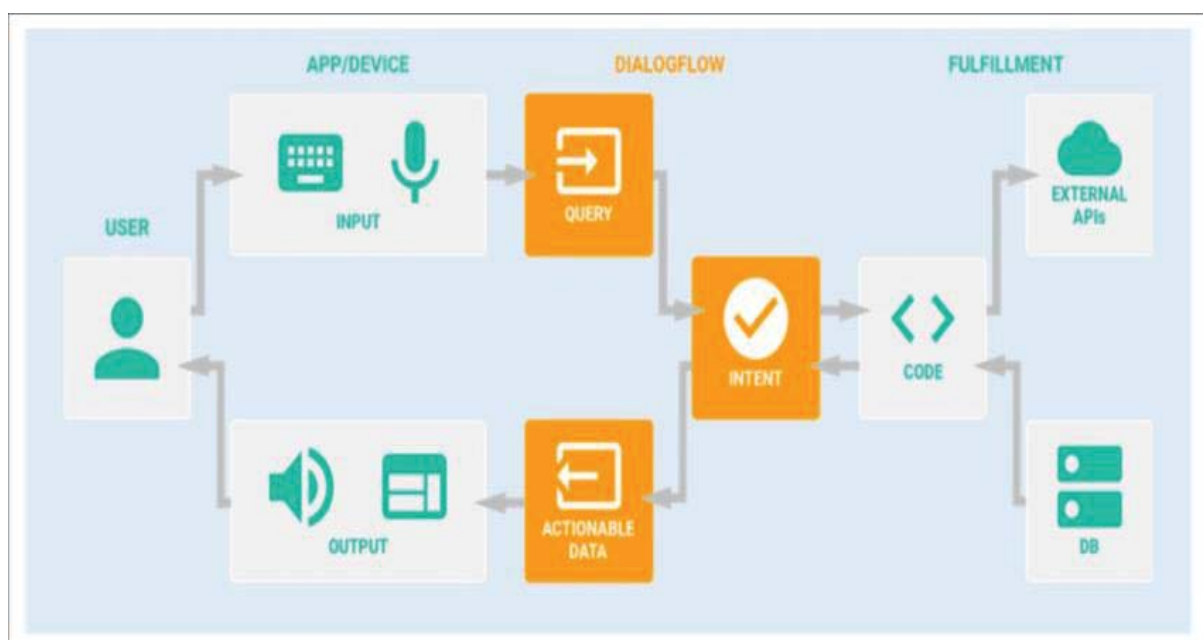 APP/DEVICE
DIALOGFLOW
FULFILLMENT
INPUT
QUERY
EXTERNAL
APIs
USER
INTENT
CODE
OUTPUT
ACTIONABLE
DATA
DB